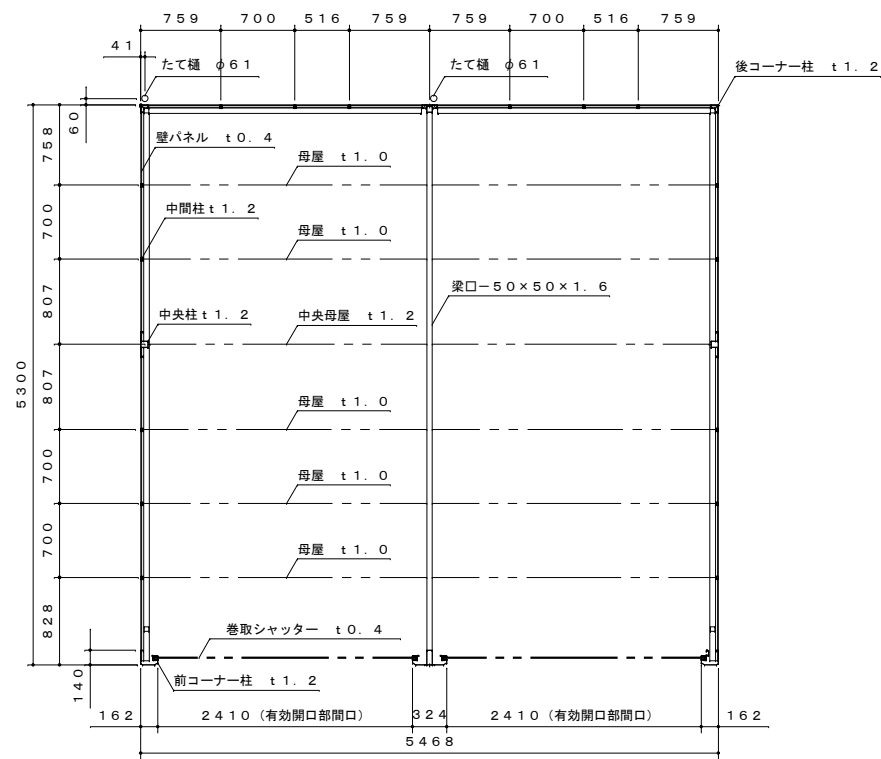 759 700 516 759 759 700 516 759
41
たて樋 φ61 たて樋 φ61
後コーナー柱 t1.2
60
758
壁パネル t0.4
母屋 t1.0
700
中間柱t1.2
母屋 t1.0
807
梁口－50×50×1.6
中央柱t1.2
中央母屋 t1.2
5300
807
母屋 t1.0
700
母屋 t1.0
700
母屋 t1.0
828
巻取シャッター t0.4
140
前コーナー柱 t1.2
162 2410(有効開口部間口) 324 2410(有効開口部間口) 162
5468